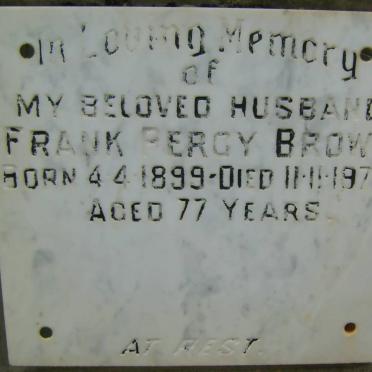 In Loving Memory
of
MY BELOVED HUSBAND
FRANK PERCY BROW
BORN 4·4·1899-DIED 11·11·197
AGED 77 YEARS.
AT REST.